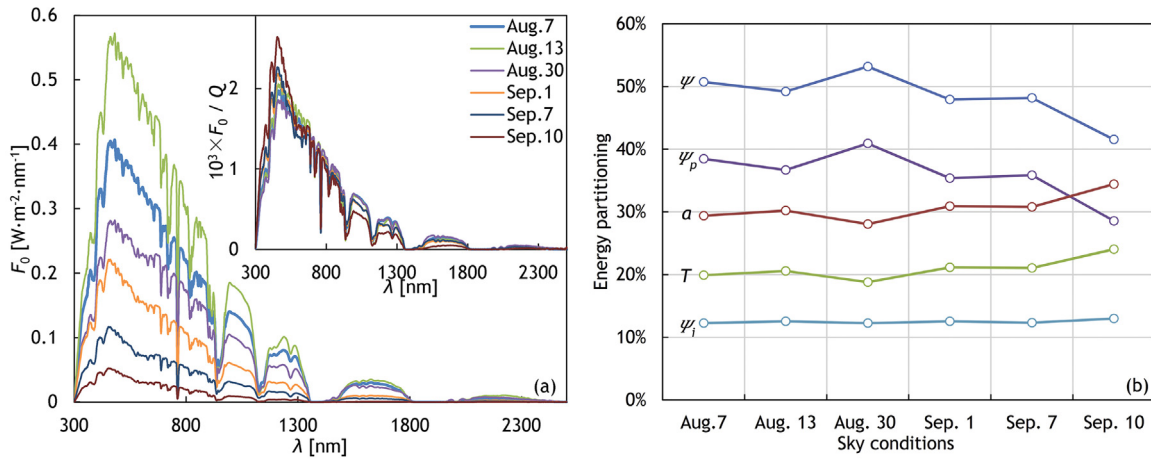 0.6
0.5
0.4
0.3
0.2
0.1
0
F₀ [W·m⁻²·nm⁻¹]
300
800
1300
1800
2300
λ [nm]
(a)
2
1
0
10³×F₀ / Q
300
800
1300
1800
2300
λ [nm]
Aug.7
Aug.13
Aug.30
Sep.1
Sep.7
Sep.10
60%
50%
40%
30%
20%
10%
0%
Energy partitioning
Ψ
Ψp
a
T
Ψi
(b)
Aug.7
Aug. 13
Aug. 30
Sep. 1
Sep. 7
Sep. 10
Sky conditions